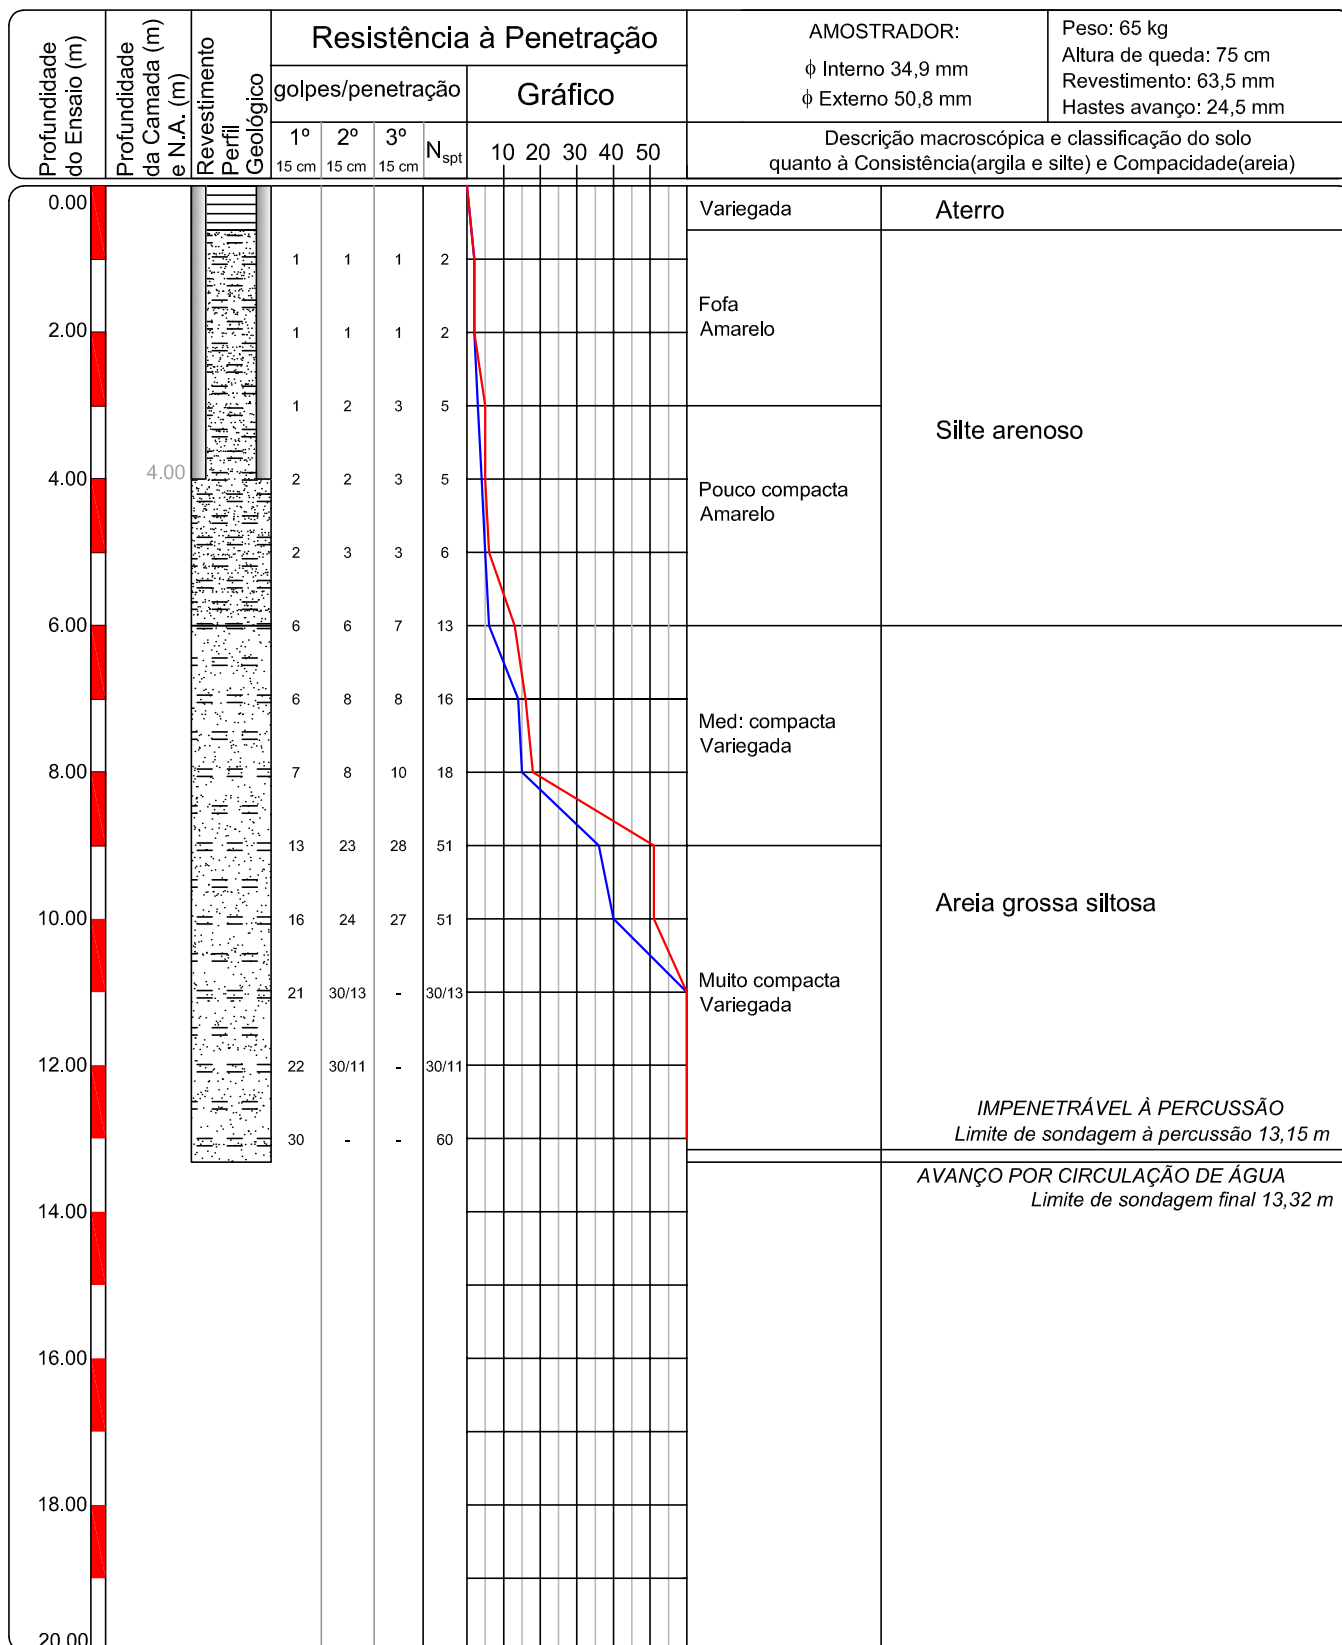 Profundidade
do Ensaio (m)
Profundidade
da Camada (m)
e N.A. (m)
Revestimento
Perfil
Geológico
Resistência à Penetração
golpes/penetração
Gráfico
1º 2º 3º N spt
15 cm 15 cm 15 cm
10 20 30 40 50
AMOSTRADOR:
ϕ Interno 34,9 mm
ϕ Externo 50,8 mm
Peso: 65 kg
Altura de queda: 75 cm
Revestimento: 63,5 mm
Hastes avanço: 24,5 mm
Descrição macroscópica e classificação do solo
quanto à Consistência(argila e silte) e Compacidade(areia)
0.00
Variegada
Aterro
1 1 1 2
Fofa
Amarelo
2.00 1 1 1 2
1 2 3 5
Silte arenoso
4.00 4.00 2 2 3 5
Pouco compacta
Amarelo
2 3 3 6
6.00 6 6 7 13
6 8 8 16
Med: compacta
Variegada
8.00 7 8 10 18
13 23 28 51
Areia grossa siltosa
10.00 16 24 27 51
Muito compacta
Variegada
21 30/13 - 30/13
12.00 22 30/11 - 30/11
IMPENETRÁVEL À PERCUSSÃO
Limite de sondagem à percussão 13,15 m
30 - - 60
AVANÇO POR CIRCULAÇÃO DE ÁGUA
Limite de sondagem final 13,32 m
14.00
16.00
18.00
20.00